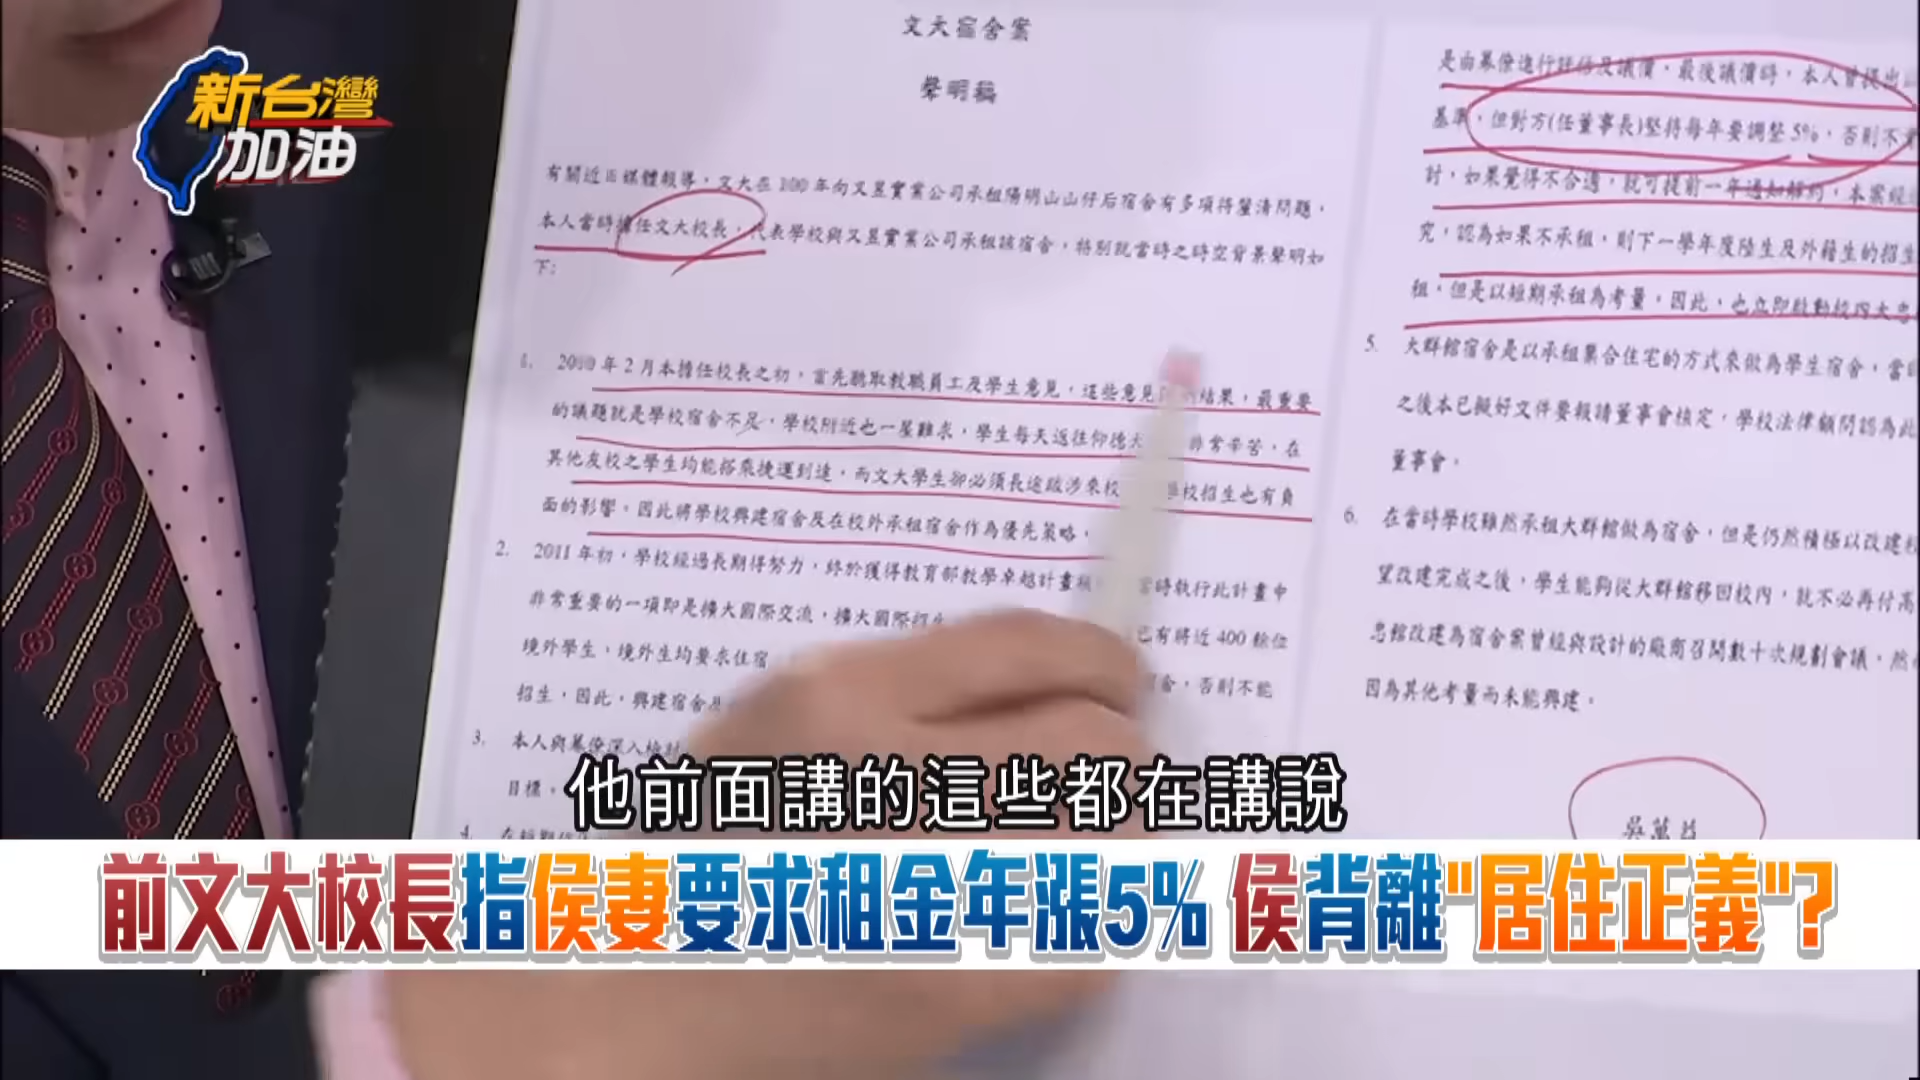 新台灣
加油
文大宿舍案
聲明稿
有關近日媒體報導，文大在100年向又昱實業公司承租陽明山山仔后宿舍有多項待釐清問題，
本人當時擔任文大校長，代表學校與又昱實業公司承租該宿舍，特別就當時之時空背景聲明如
下：
1. 2010年2月本擔任校長之初，首先聽取教職員工及學生意見，這些意見 結果，最重要
的議題就是學校宿舍不足，學校附近也一屋難求，學生每天返往仰德大 非常辛苦，在
其他友校之學生均能搭乘捷運到達，而文大學生卻必須長途跋涉來校 學校招生也有負
面的影響。因此將學校興建宿舍及在校外承租宿舍作為優先策略。
2. 2011年初，學校經過長期得努力，終於獲得教育部教學卓越計畫 當時執行此計畫中
非常重要的一項即是擴大國際交流，擴大國際招生 已有將近400餘位
境外學生，境外生均要求住宿 宿舍，否則不能
招生，因此，興建宿舍及
3. 本人與幕僚深入檢討
目標。
4.
是由幕僚進行評估及議價，最後議價時，本人曾提出以
基準，但對方(任董事長)堅持每年要調整5%，否則不
討，如果覺得不合適，就可提前一年通知解約，本案經
究，認為如果不承租，則下一學年度陸生及外籍生的招生
租，但是以短期承租為考量，因此，也立即啟動校內大忠
5. 大群館宿舍是以承租集合住宅的方式來做為學生宿舍，當
之後本已擬好文件要報請董事會核定，學校法律顧問認為此
董事會。
6. 在當時學校雖然承租大群館做為宿舍，但是仍然積極以改建
望改建完成之後，學生能夠從大群館移回校內，就不必再付高
忠館改建為宿舍案曾經與設計的廠商召開數十次規劃會議，然
因為其他考量而未能興建。
吳萬益
他前面講的這些都在講說
前文大校長指侯妻要求租金年漲5% 侯背離"居住正義"?